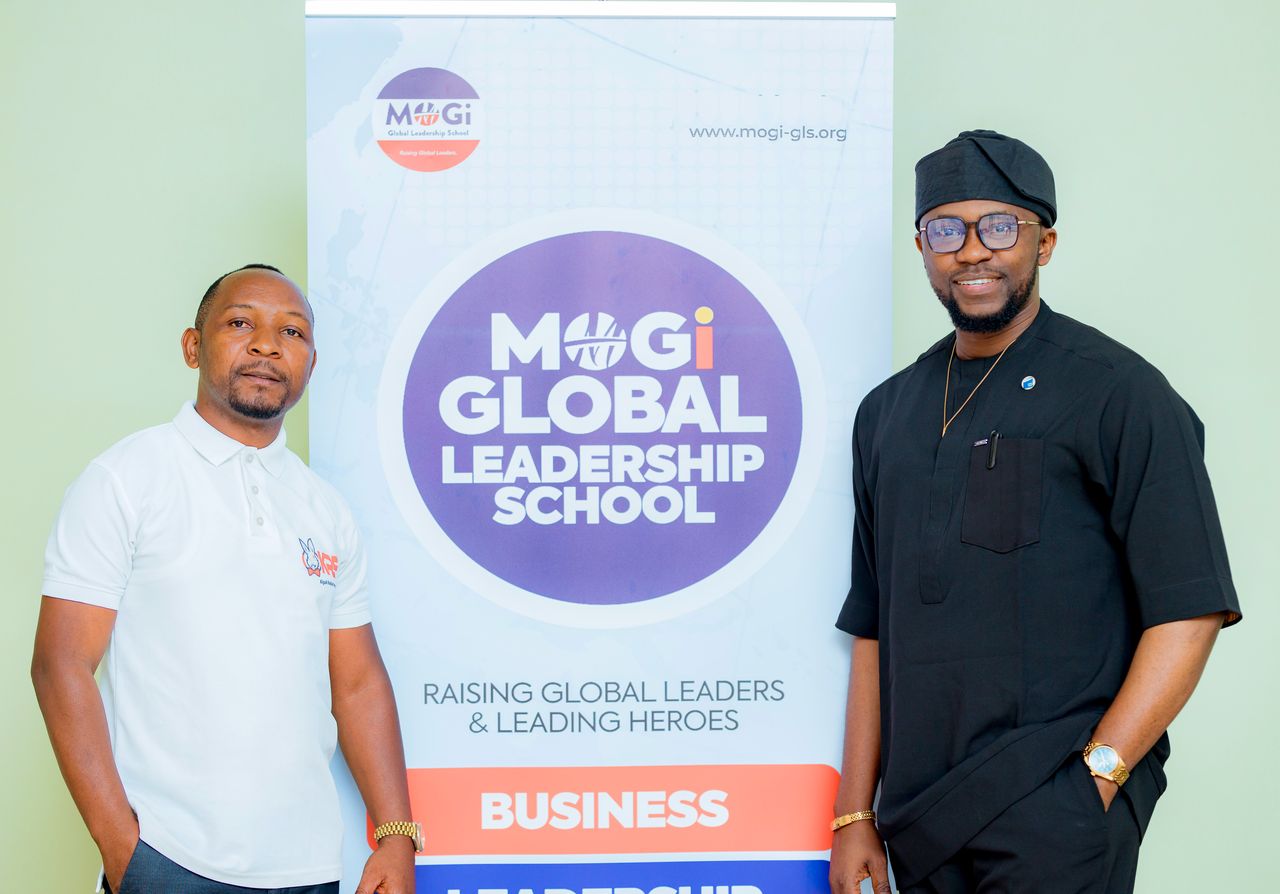 MOGi
Global Leadership School
Raising Global Leaders.
www.mogi-gls.org
MOGi
GLOBAL
LEADERSHIP
SCHOOL
RAISING GLOBAL LEADERS
& LEADING HEROES
BUSINESS
LEADERSHIP